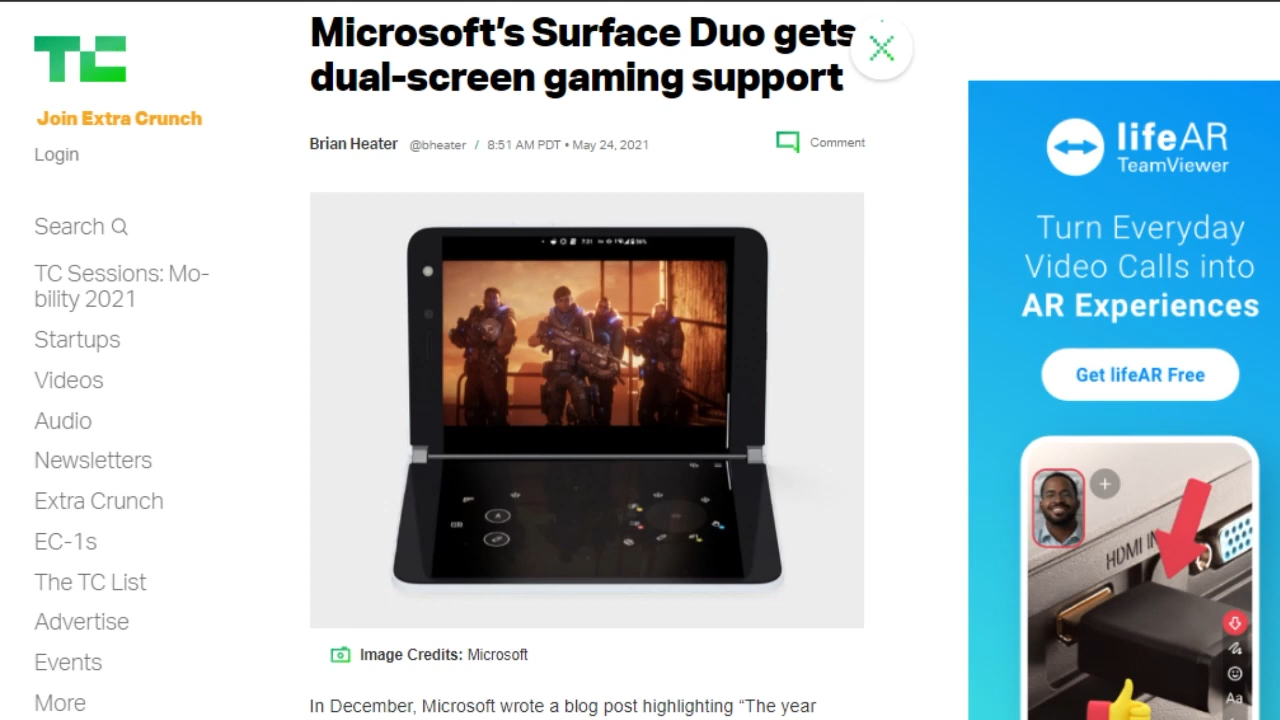 TC
Join Extra Crunch
Login
Search
TC Sessions: Mo-
bility 2021
Startups
Videos
Audio
Newsletters
Extra Crunch
EC-1s
The TC List
Advertise
Events
More
Microsoft's Surface Duo gets
dual-screen gaming support
Brian Heater @bheater / 8:51 AM PDT • May 24, 2021
Comment
7:31
Image Credits: Microsoft
In December, Microsoft wrote a blog post highlighting “The year
lifeAR
TeamViewer
Turn Everyday
Video Calls into
AR Experiences
Get lifeAR Free
HDMI IN
Aa